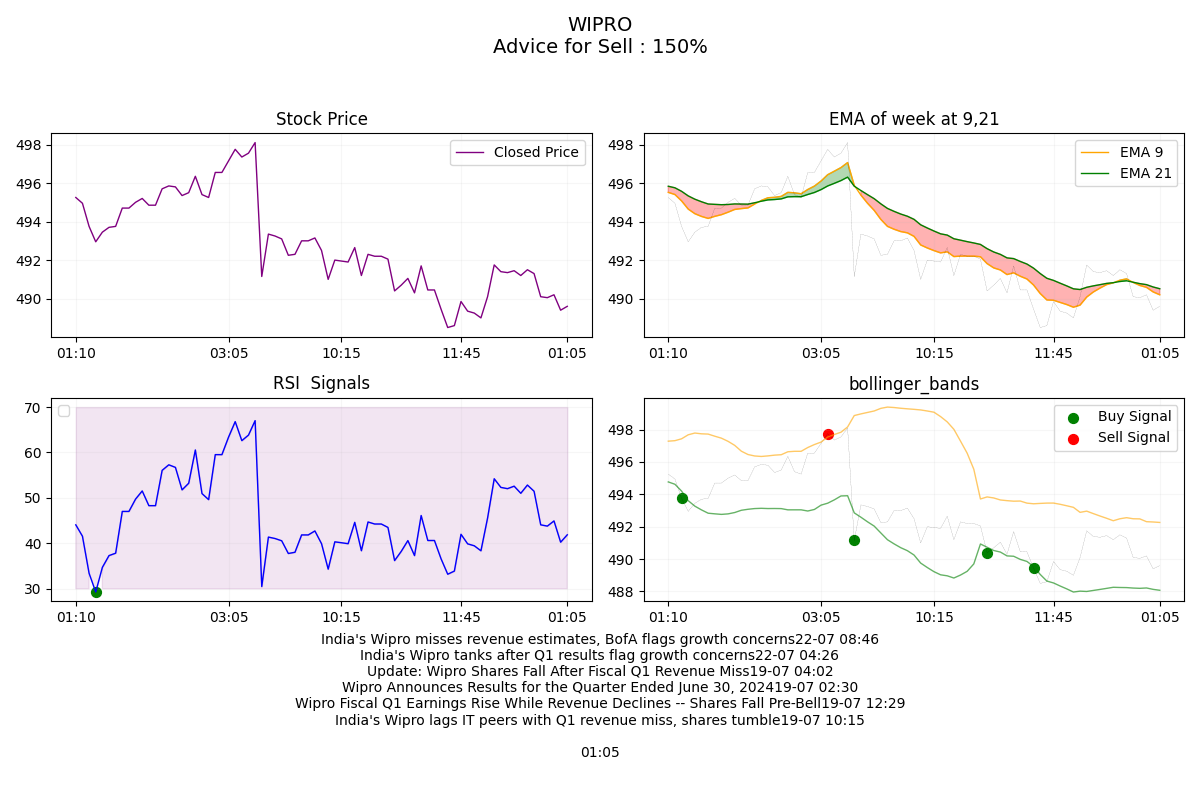 WIPRO
Advice for Sell : 150%
Stock Price
498
496
494
492
490
Closed Price
01:10
03:05
10:15
11:45
01:05
EMA of week at 9,21
498
496
494
492
490
EMA 9
EMA 21
01:10
03:05
10:15
11:45
01:05
RSI  Signals
70
60
50
40
30
01:10
03:05
10:15
11:45
01:05
bollinger_bands
498
496
494
492
490
488
Buy Signal
Sell Signal
01:10
03:05
10:15
11:45
01:05
India's Wipro misses revenue estimates, BofA flags growth concerns22-07 08:46
India's Wipro tanks after Q1 results flag growth concerns22-07 04:26
Update: Wipro Shares Fall After Fiscal Q1 Revenue Miss19-07 04:02
Wipro Announces Results for the Quarter Ended June 30, 202419-07 02:30
Wipro Fiscal Q1 Earnings Rise While Revenue Declines -- Shares Fall Pre-Bell19-07 12:29
India's Wipro lags IT peers with Q1 revenue miss, shares tumble19-07 10:15
01:05